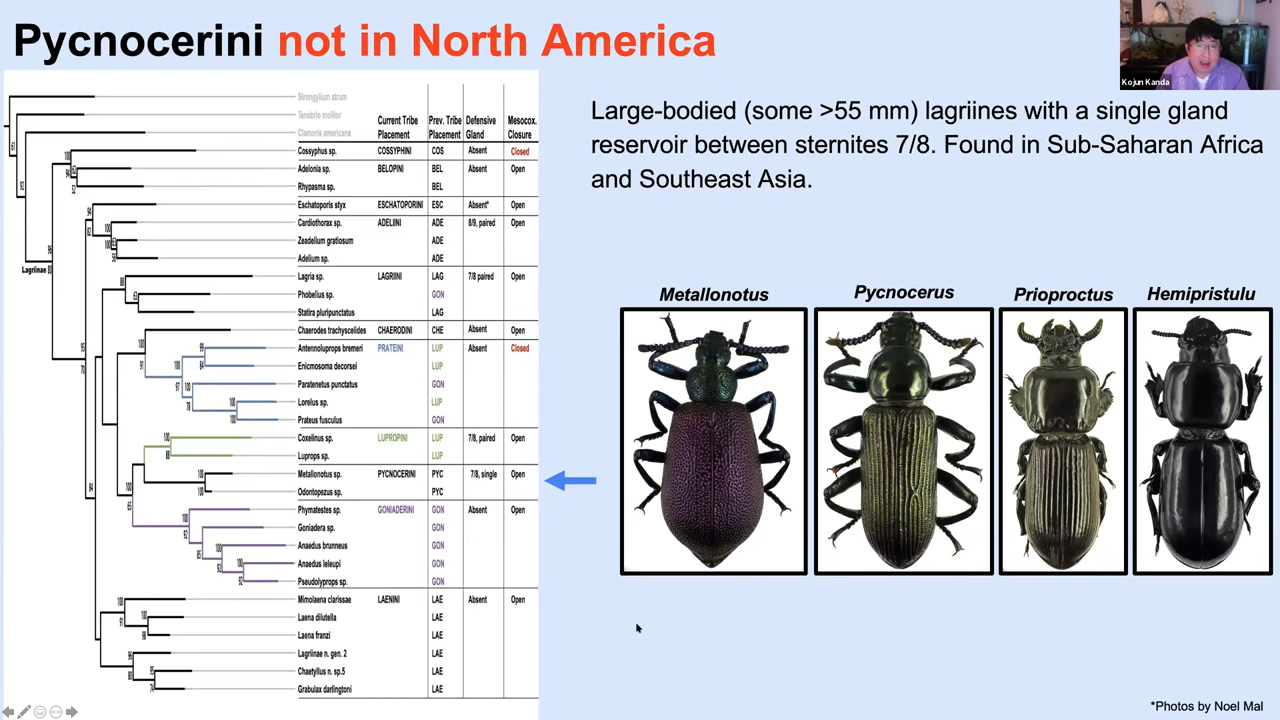 Pycnocerini not in North America
Kojun Kanda
Large-bodied (some >55 mm) lagriines with a single gland
reservoir between sternites 7/8. Found in Sub-Saharan Africa
and Southeast Asia.
Metallonotus
Pycnocerus
Prioproctus
Hemipristulu
*Photos by Noel Mal
Current Tribe Placement Prev. Tribe Placement Defensive Gland Mesocox. Closure
Strongylium atrum
Tenebrio molitor
Clamoris americana
Cossyphus sp. COSSYPHINI COS Absent Closed
Adelonia sp. BELOPINI BEL Absent Open
Rhypasma sp. BEL
Eschatoporis styx ESCHATOPORINI ESC Absent* Open
Cardiothorax sp. ADELIINI ADE 8/9, paired Open
Zeadelium gratiosum ADE
Adelium sp. ADE
Lagriinae
Lagria sp. LAGRIINI LAG 7/8 paired Open
Phobelius sp. GON
Statira pluripunctatus LAG
Chaerodes trachyscelides CHAERODINI CHE Absent Open
Antennoluprops bremeri PRATEINI LUP Absent Closed
Enicmosoma decorsei LUP
Paratenetus punctatus GON
Lorelus sp. LUP
Prateus fusculus GON
Coxelinus sp. LUPROPINI LUP 7/8, paired Open
Luprops sp. LUP
Metallonotus sp. PYCNOCERINI PYC 7/8, single Open
Odontopezus sp. PYC
Phymatestes sp. GONIADERINI GON Absent Open
Goniadera sp. GON
Anaedus brunneus GON
Anaedus leleupi GON
Pseudolyprops sp. GON
Mimolaena clarissae LAENINI LAE Absent Open
Laena dilutella LAE
Laena franzi LAE
Lagriinae n. gen. 2 LAE
Chaetyllus n. sp.5 LAE
Grabulax darlingtoni LAE